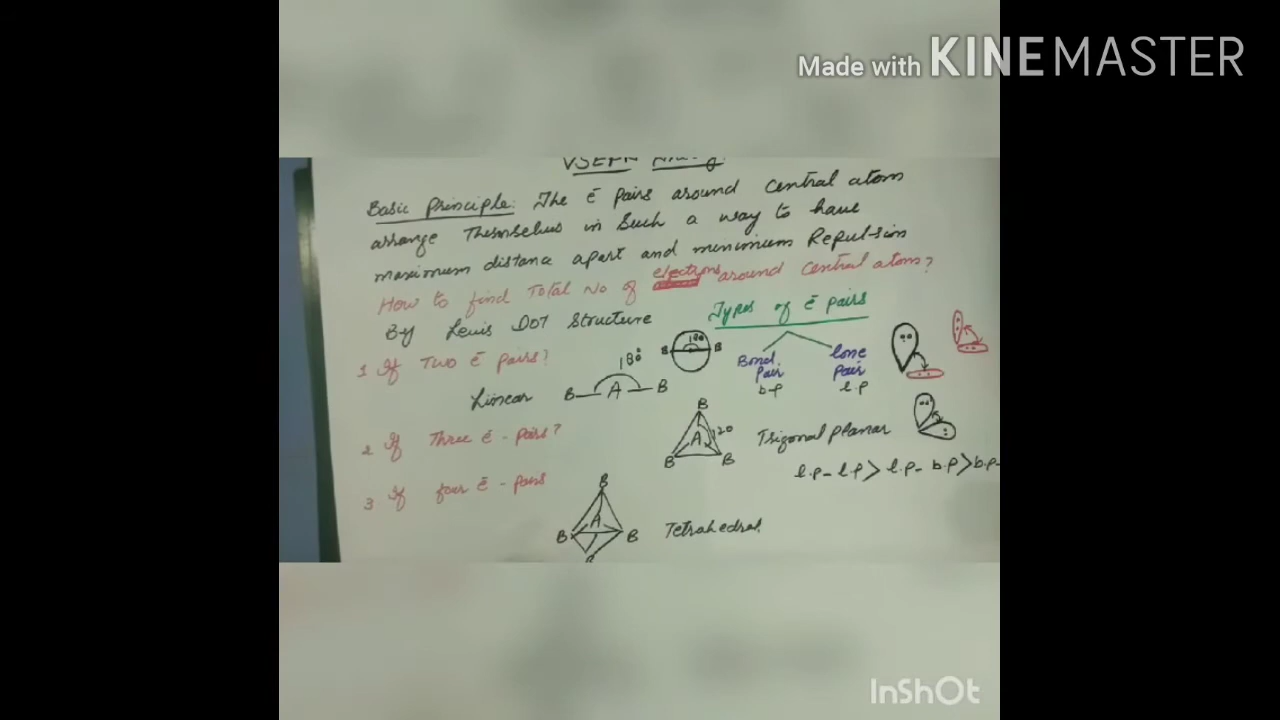 Made with KINEMASTER
VSEPR Theory
Basic Principle: The ē Pairs around Central atom
arrange Themselves in Such a way to have
maximum distance apart and minimum Repulsion
How to find Total No of electrons around Central atom?
By Lewis DOT Structure
Types of ē pairs
1 If Two ē pairs?
180°
B 180 B
Bond Pair b.p
lone Pair l.p
Linear B A B
2 If Three ē - Pairs?
B
A 120
B B
Trigonal planar
l.p - l.p > l.p - b.p > b.p-
3 If four ē - Pairs
B
A
B B
B
Tetrahedral
InShOt